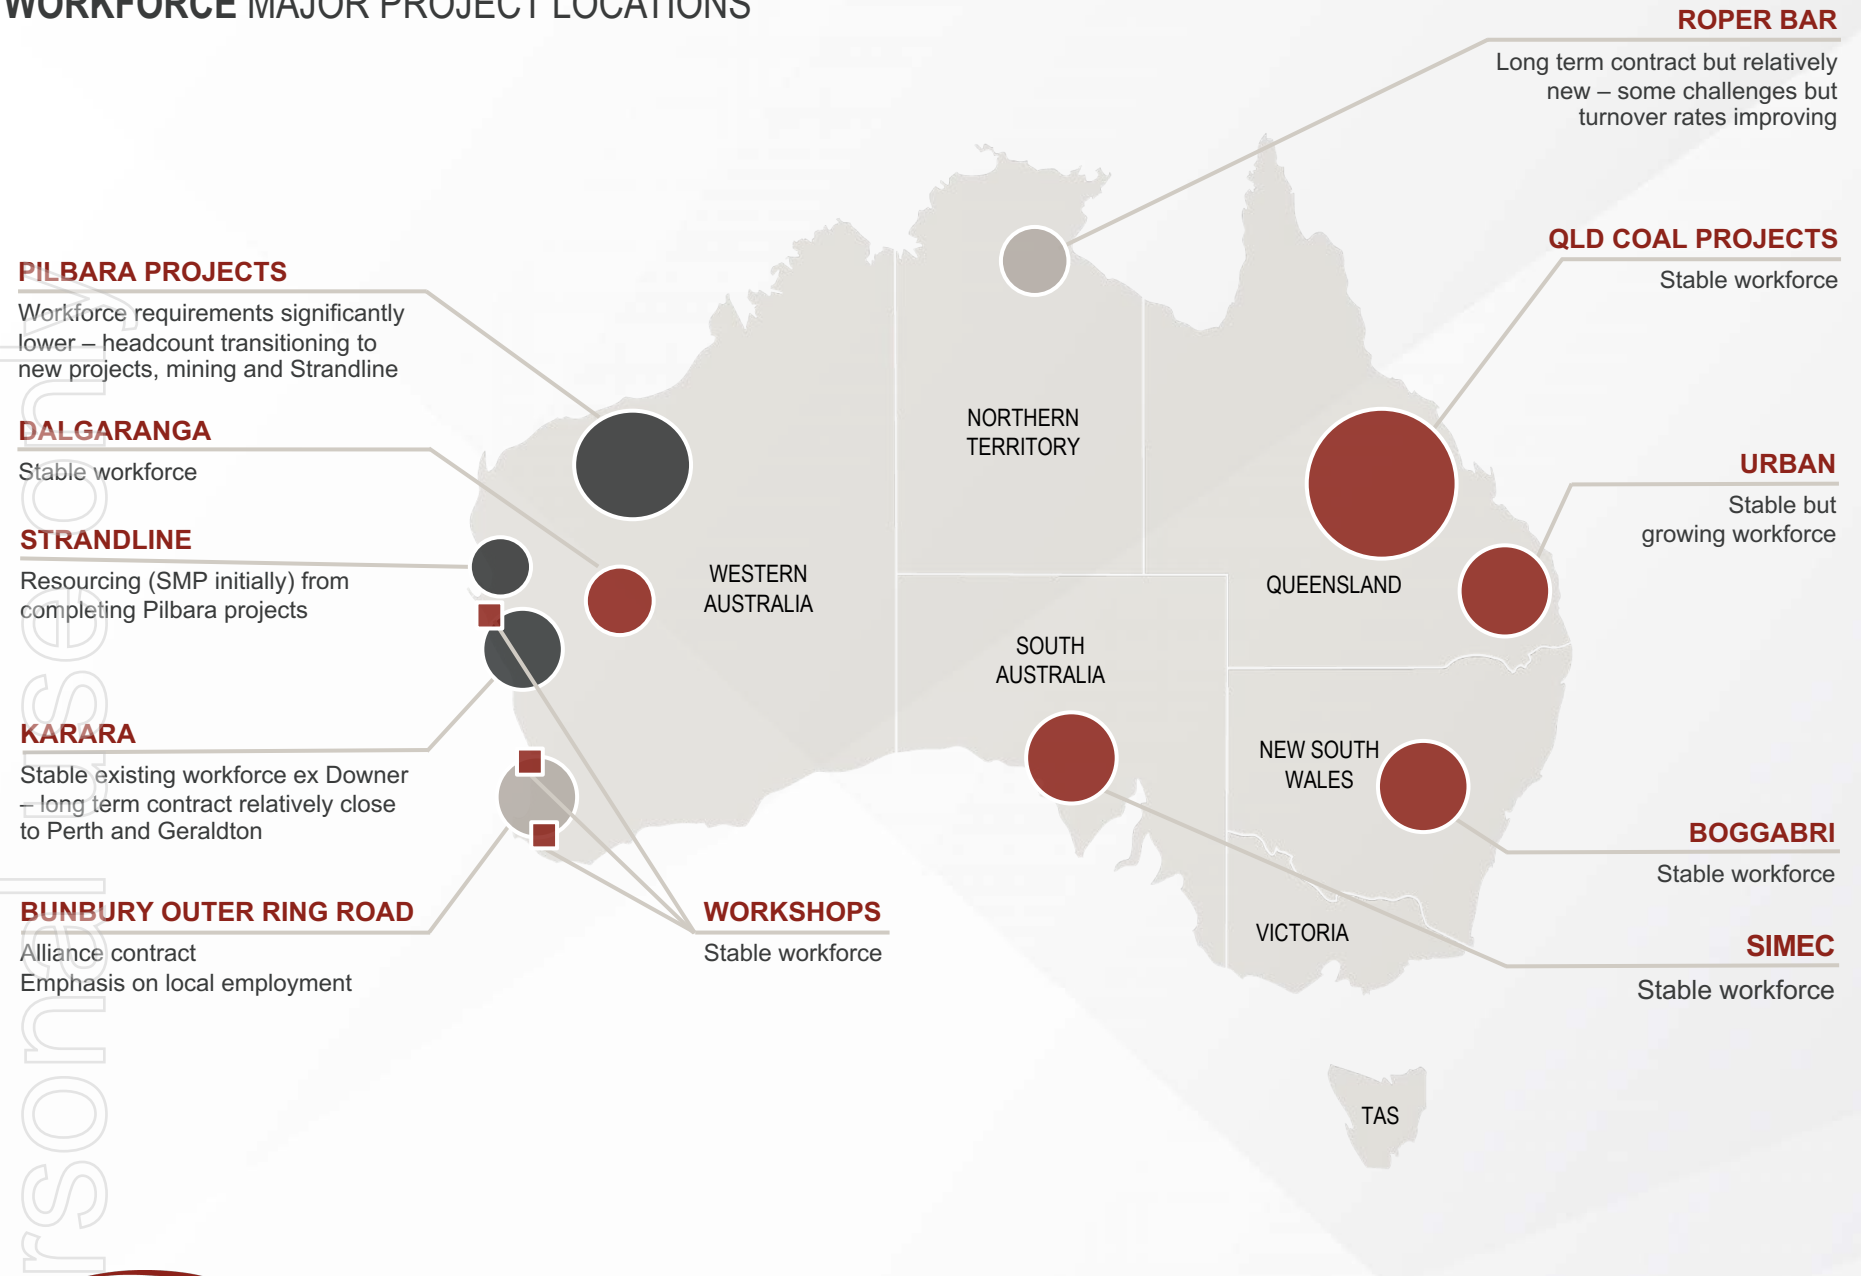 WORKFORCE MAJOR PROJECT LOCATIONS
ROPER BAR
Long term contract but relatively
new – some challenges but
turnover rates improving
QLD COAL PROJECTS
Stable workforce
URBAN
Stable but
growing workforce
BOGGABRI
Stable workforce
SIMEC
Stable workforce
PILBARA PROJECTS
Workforce requirements significantly
lower – headcount transitioning to
new projects, mining and Strandline
DALGARANGA
Stable workforce
STRANDLINE
Resourcing (SMP initially) from
completing Pilbara projects
KARARA
Stable existing workforce ex Downer
– long term contract relatively close
to Perth and Geraldton
BUNBURY OUTER RING ROAD
Alliance contract
Emphasis on local employment
WORKSHOPS
Stable workforce
NORTHERN
TERRITORY
WESTERN
AUSTRALIA
SOUTH
AUSTRALIA
QUEENSLAND
NEW SOUTH
WALES
VICTORIA
TAS
rsonal use only